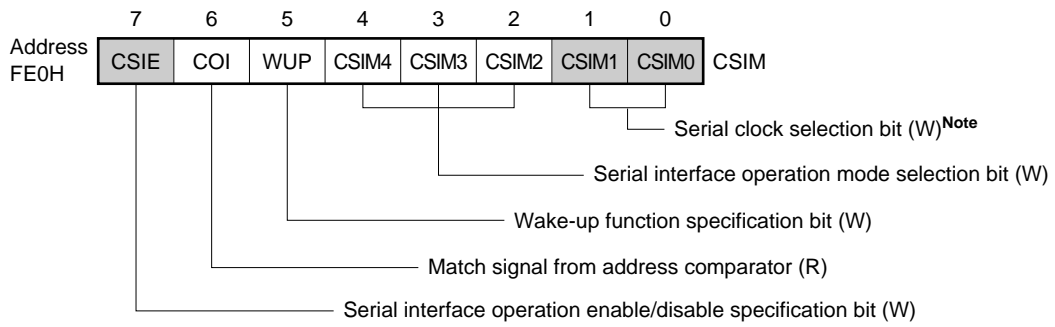 7 6 5 4 3 2 1 0
Address
FE0H CSIE COI WUP CSIM4 CSIM3 CSIM2 CSIM1 CSIM0 CSIM
Serial clock selection bit (W)Note
Serial interface operation mode selection bit (W)
Wake-up function specification bit (W)
Match signal from address comparator (R)
Serial interface operation enable/disable specification bit (W)